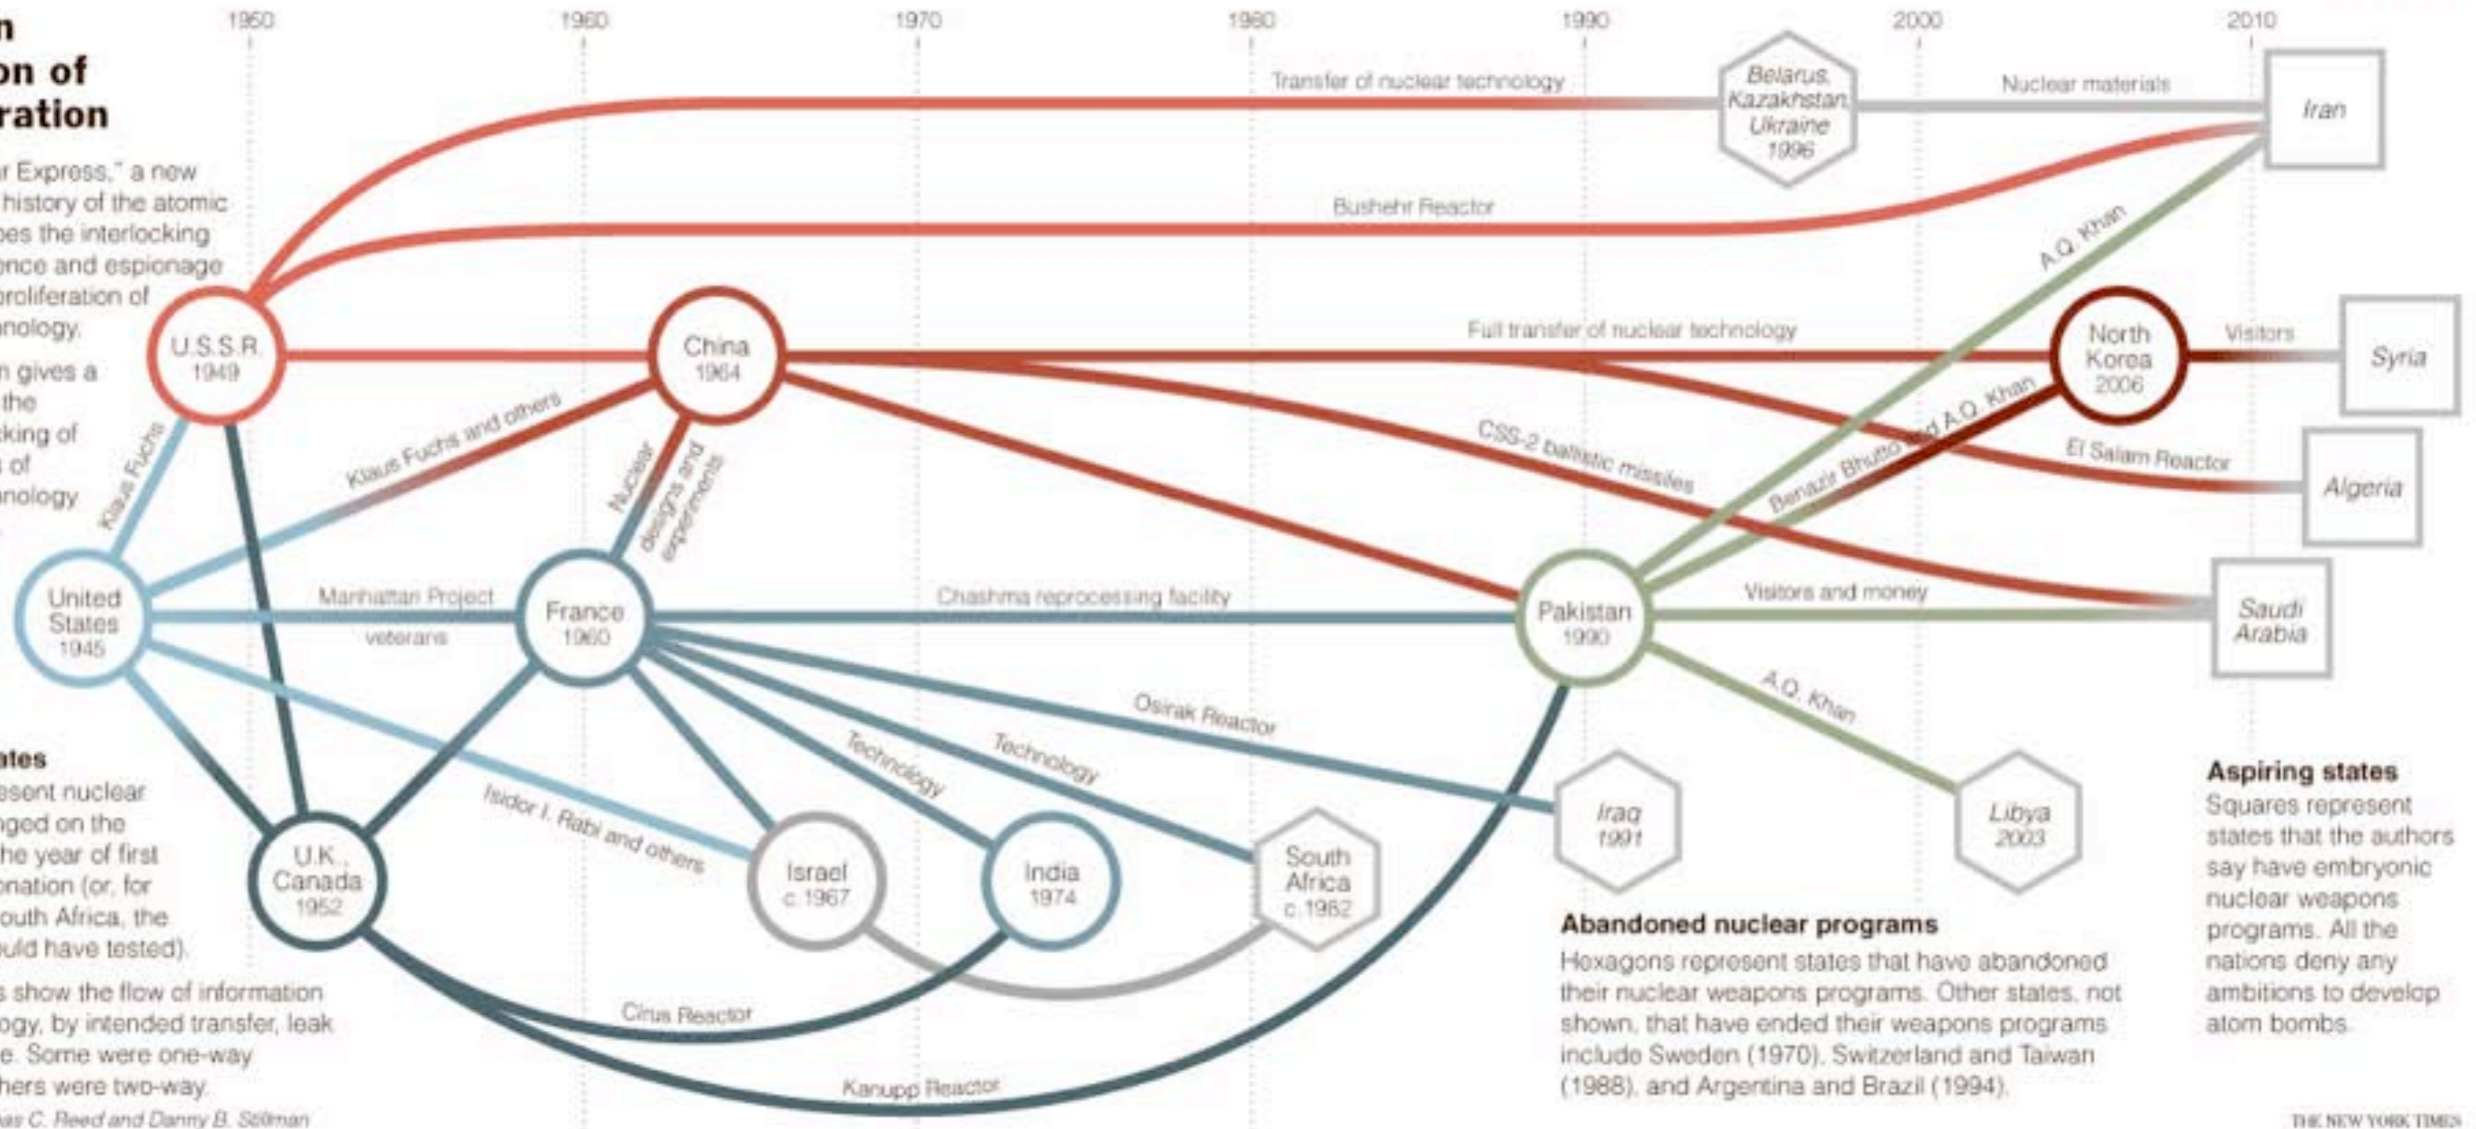 1950
1960
1970
1980
1990
2000
2010
n
on of
ration
r Express," a new
history of the atomic
bes the interlocking
ence and espionage
proliferation of
nology.
n gives a
the
cking of
s of
nology
Transfer of nuclear technology
Belarus,
Kazakhstan,
Ukraine
1996
Nuclear materials
Iran
Bushehr Reactor
A.Q. Khan
U.S.S.R.
1949
China
1964
Full transfer of nuclear technology
North
Korea
2006
Visitors
Syria
Klaus Fuchs
Klaus Fuchs and others
Nuclear
designs and
experiments
CSS-2 ballistic missiles
Benazir Bhutto and A.Q. Khan
El Salam Reactor
Algeria
United
States
1945
Manhattan Project
veterans
France
1960
Chashma reprocessing facility
Pakistan
1990
Visitors and money
Saudi
Arabia
Osirak Reactor
Technology
Technology
A.Q. Khan
Isidor I. Rabi and others
U.K.,
Canada
1952
Israel
c.1967
India
1974
South
Africa
c.1982
Iraq
1991
Libya
2003
Cirus Reactor
Kanupp Reactor
ates
esent nuclear
nged on the
he year of first
onation (or, for
outh Africa, the
ould have tested).
s show the flow of information
ogy, by intended transfer, leak
e. Some were one-way
hers were two-way.
as C. Reed and Danny B. Stillman
Abandoned nuclear programs
Hexagons represent states that have abandoned
their nuclear weapons programs. Other states, not
shown, that have ended their weapons programs
include Sweden (1970), Switzerland and Taiwan
(1988), and Argentina and Brazil (1994).
Aspiring states
Squares represent
states that the authors
say have embryonic
nuclear weapons
programs. All the
nations deny any
ambitions to develop
atom bombs.
THE NEW YORK TIMES